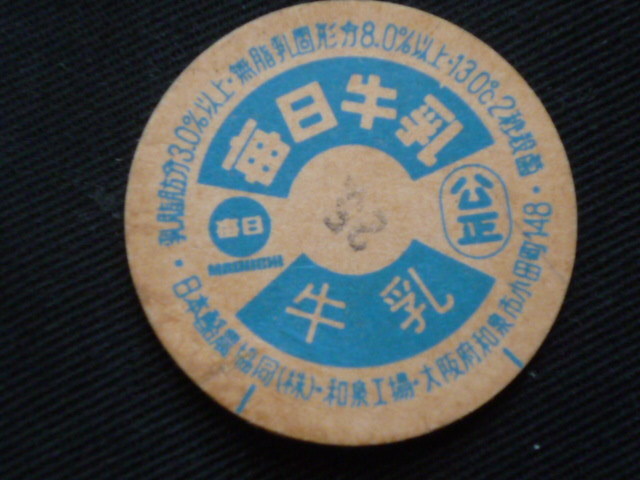 乳脂肪分3.0%以上・無脂乳固形分8.0%以上・130℃2秒殺菌・
毎日牛乳
公正
毎日
MAINICHI
牛乳
日本酪農協同(株)・和泉工場・大阪府和泉市小田町148・